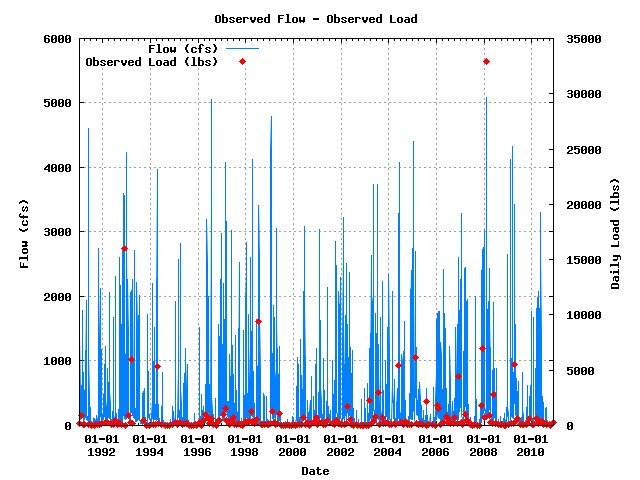 Observed Flow - Observed Load
Flow (cfs)
Observed Load (lbs)
6000
5000
4000
3000
2000
1000
0
Flow (cfs)
35000
30000
25000
20000
15000
10000
5000
0
Daily Load (lbs)
01-01 01-01 01-01 01-01 01-01 01-01 01-01 01-01 01-01 01-01
1992 1994 1996 1998 2000 2002 2004 2006 2008 2010
Date